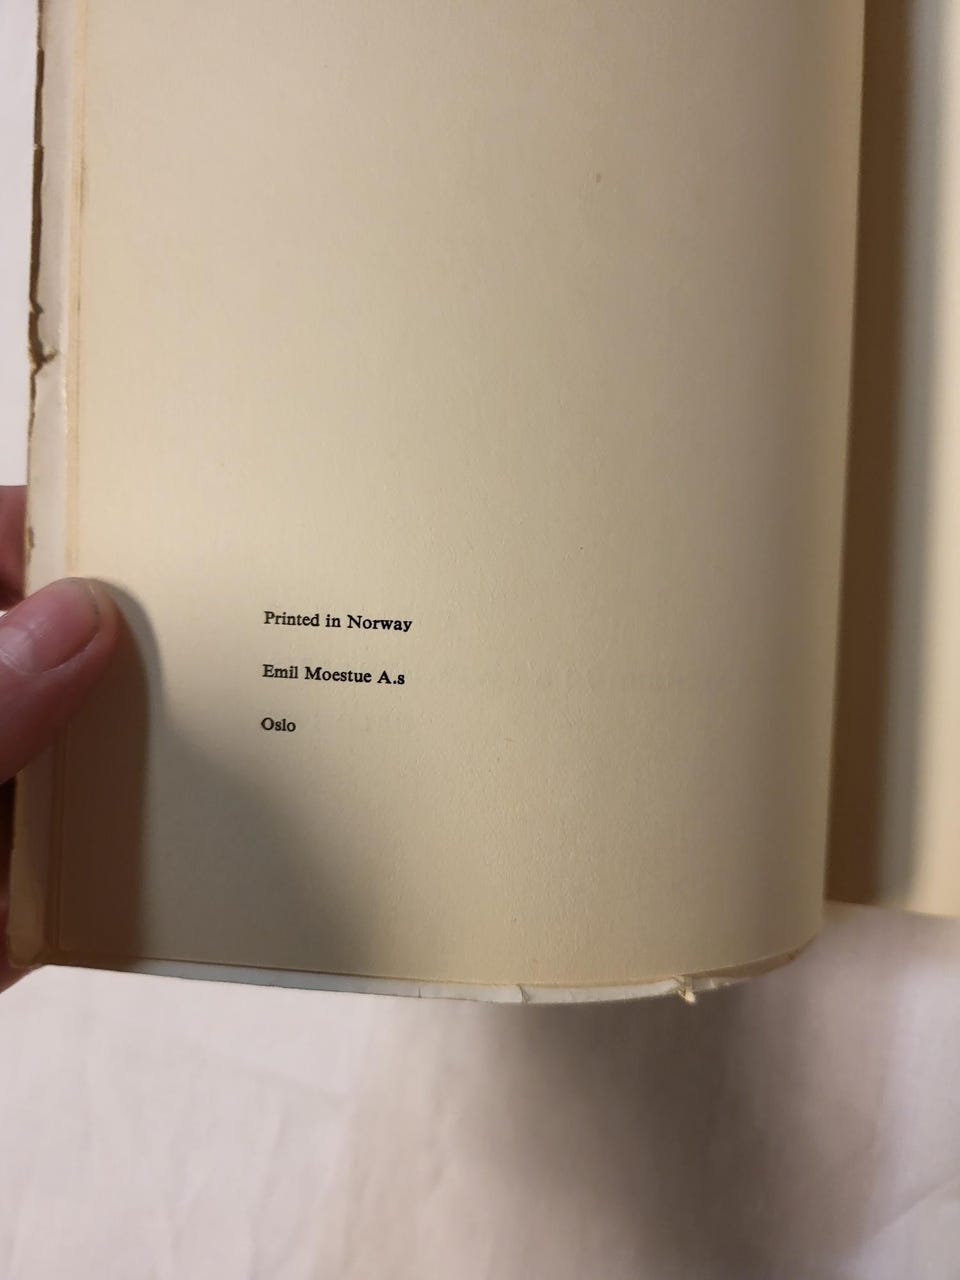 Printed in Norway
Emil Moestue A.s
Oslo